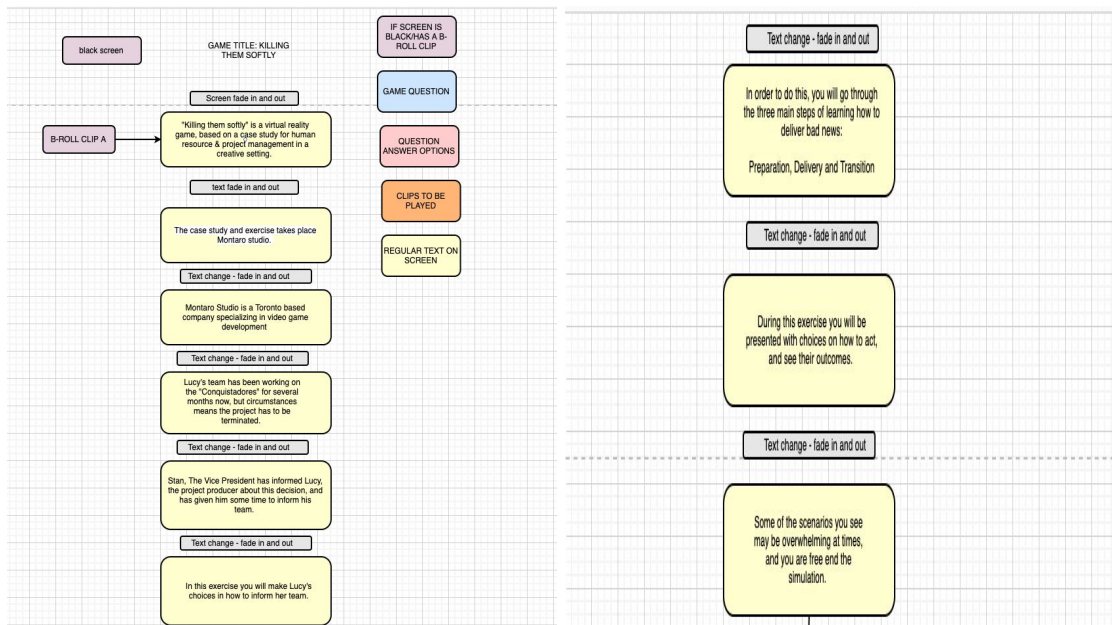 black screen
GAME TITLE: KILLING
THEM SOFTLY
IF SCREEN IS
BLACK/HAS A B-
ROLL CLIP
GAME QUESTION
QUESTION
ANSWER OPTIONS
CLIPS TO BE
PLAYED
REGULAR TEXT ON
SCREEN
Screen fade in and out
B-ROLL CLIP A
"Killing them softly" is a virtual reality
game, based on a case study for human
resource & project management in a
creative setting.
text fade in and out
The case study and exercise takes place
Montaro studio.
Text change - fade in and out
Montaro Studio is a Toronto based
company specializing in video game
development
Text change - fade in and out
Lucy's team has been working on
the "Conquistadores" for several
months now, but circumstances
means the project has to be
terminated.
Text change - fade in and out
Stan, The Vice President has informed Lucy,
the project producer about this decision, and
has given him some time to inform his
team.
Text change - fade in and out
In this exercise you will make Lucy's
choices in how to inform her team.
Text change - fade in and out
In order to do this, you will go through
the three main steps of learning how to
deliver bad news:
Preparation, Delivery and Transition
Text change - fade in and out
During this exercise you will be
presented with choices on how to act,
and see their outcomes.
Text change - fade in and out
Some of the scenarios you see
may be overwhelming at times,
and you are free end the
simulation.